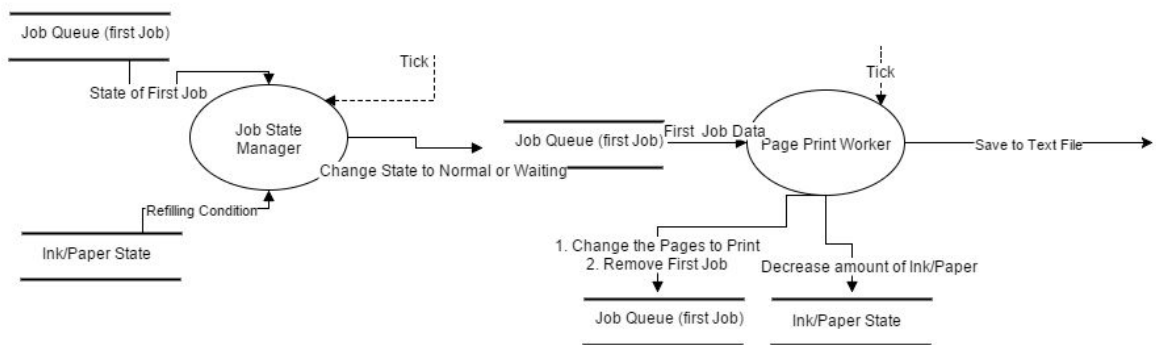 Job Queue (first Job)
State of First Job
Tick
Job State
Manager
Change State to Normal or Waiting
Refilling Condition
Ink/Paper State
Tick
Job Queue (first Job)
First Job Data
Page Print Worker
Save to Text File
1. Change the Pages to Print
2. Remove First Job
Decrease amount of Ink/Paper
Job Queue (first Job)
Ink/Paper State